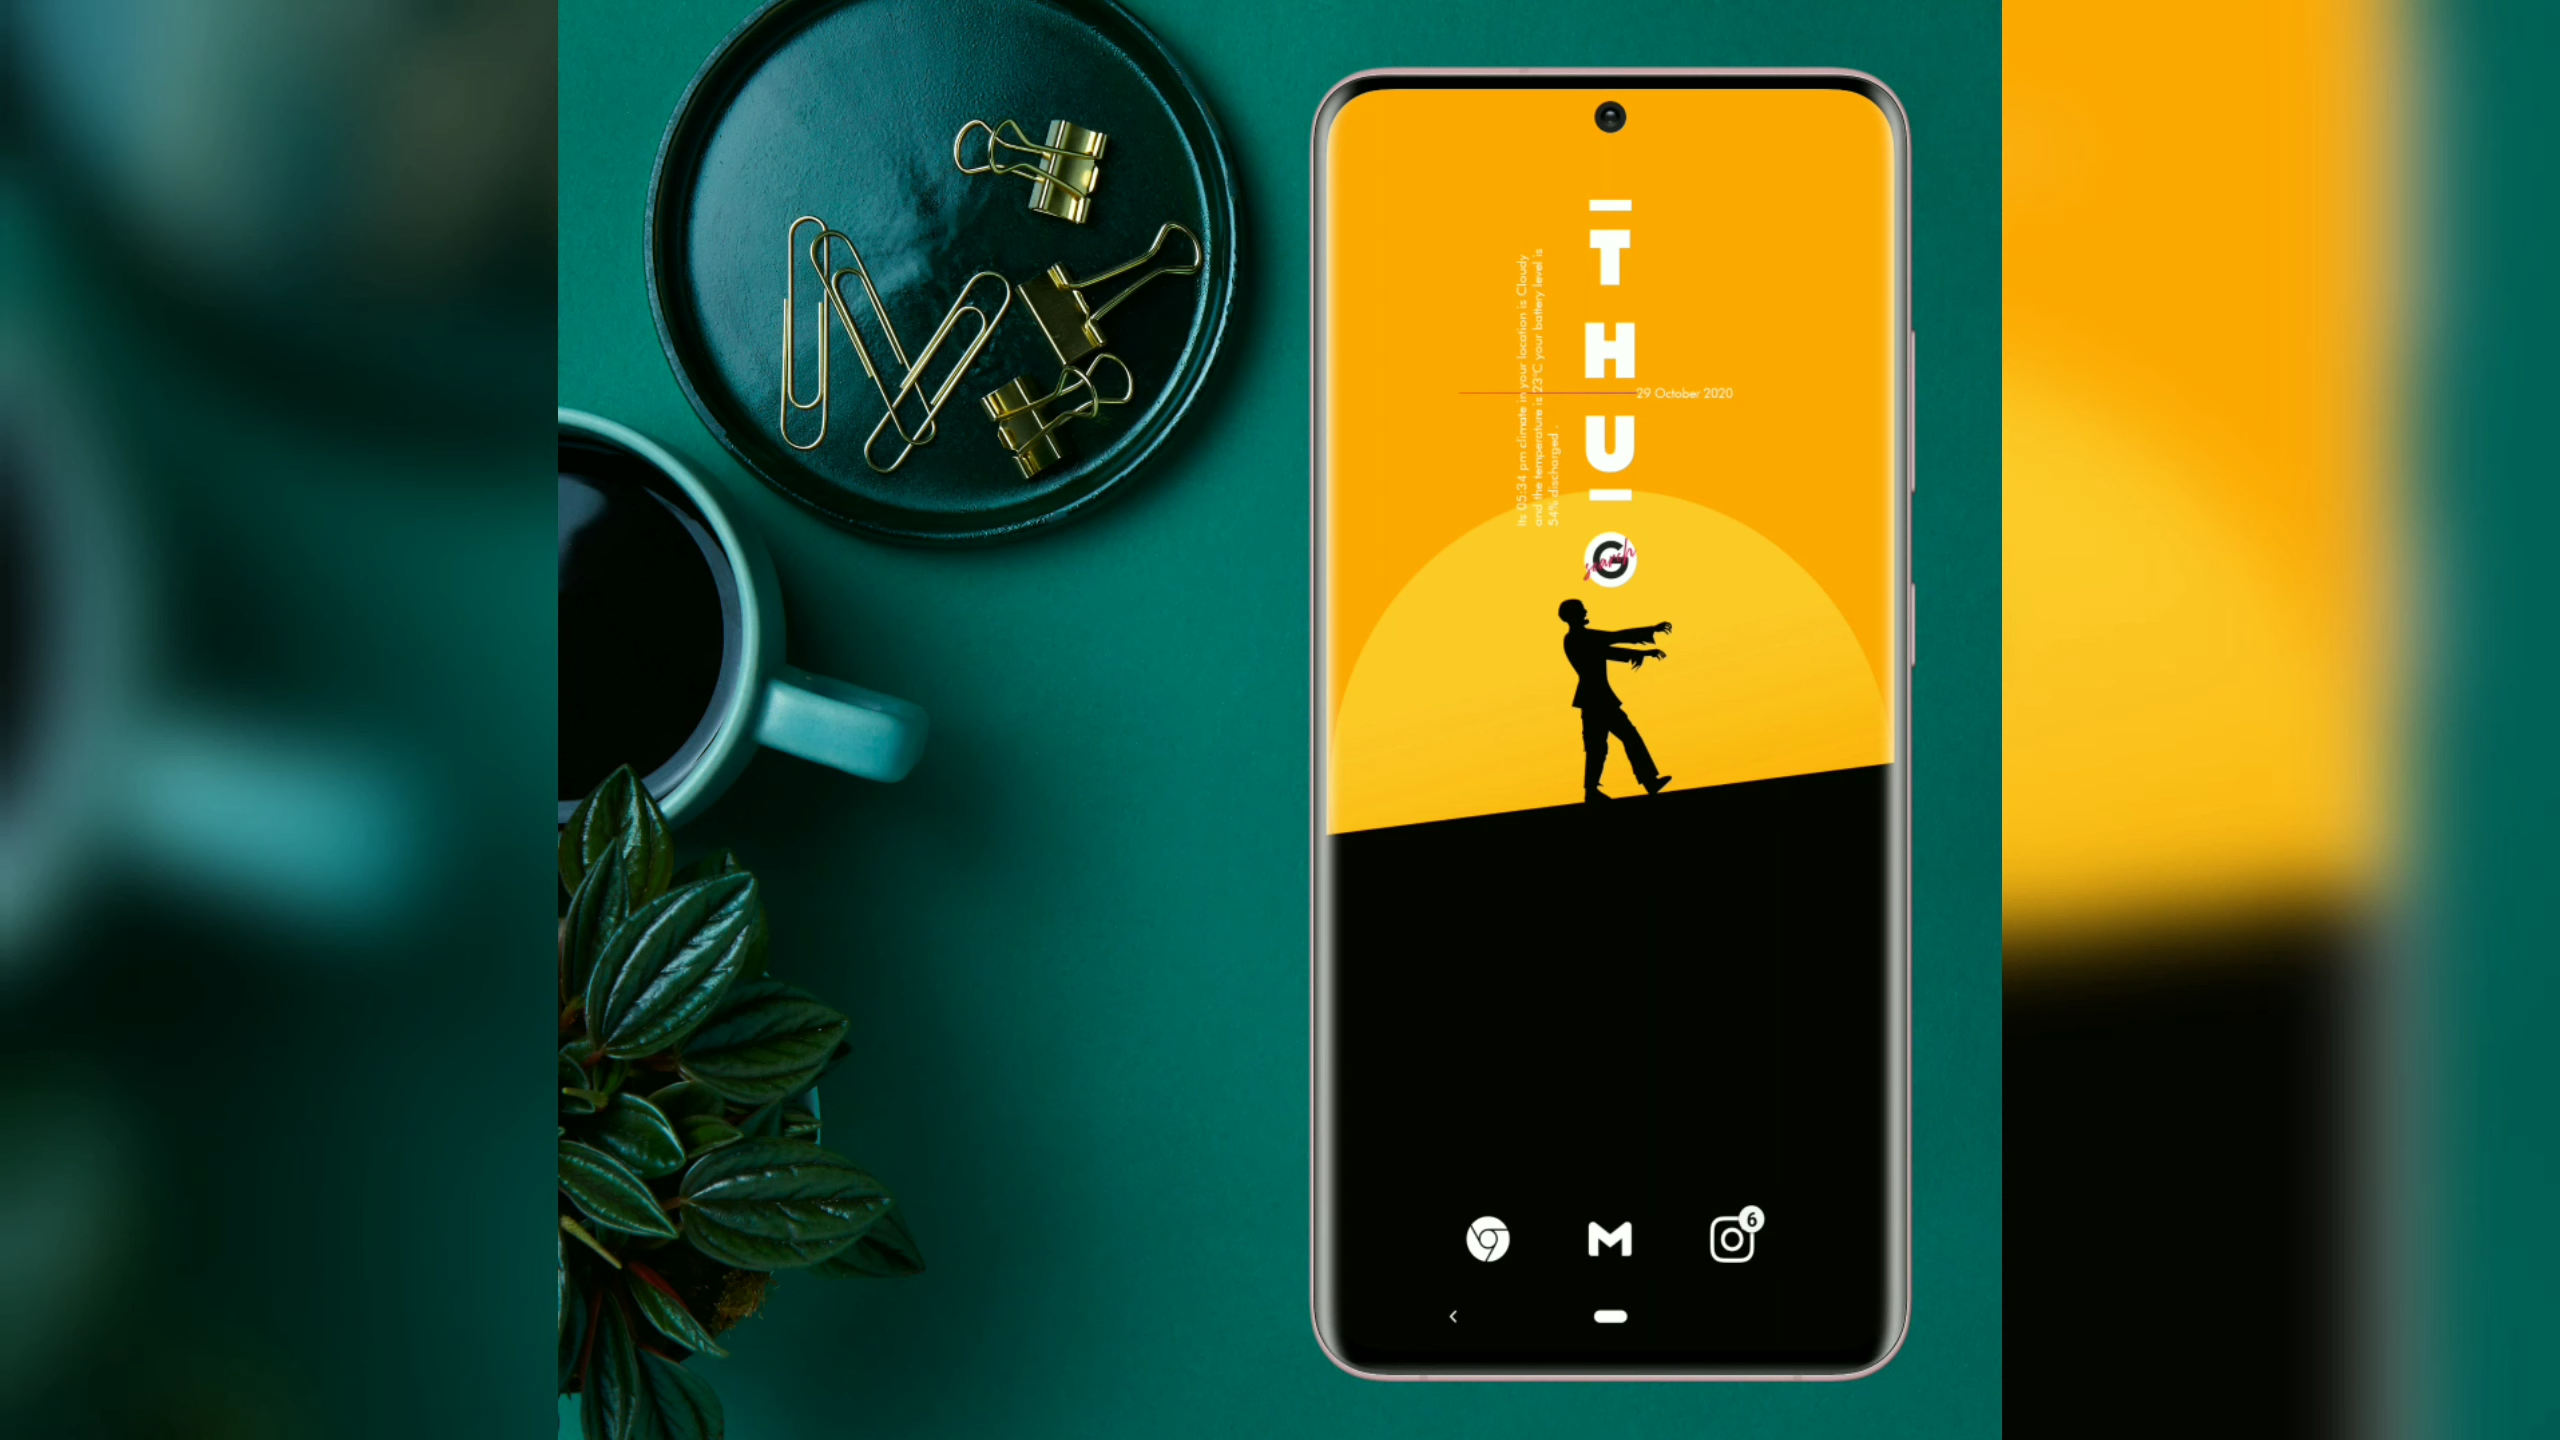 – T H U –
29 October 2020
Its 05:34 pm climate in your location is Cloudy
and the temperature is 23°C your battery level is
54% discharged .
G
search
6